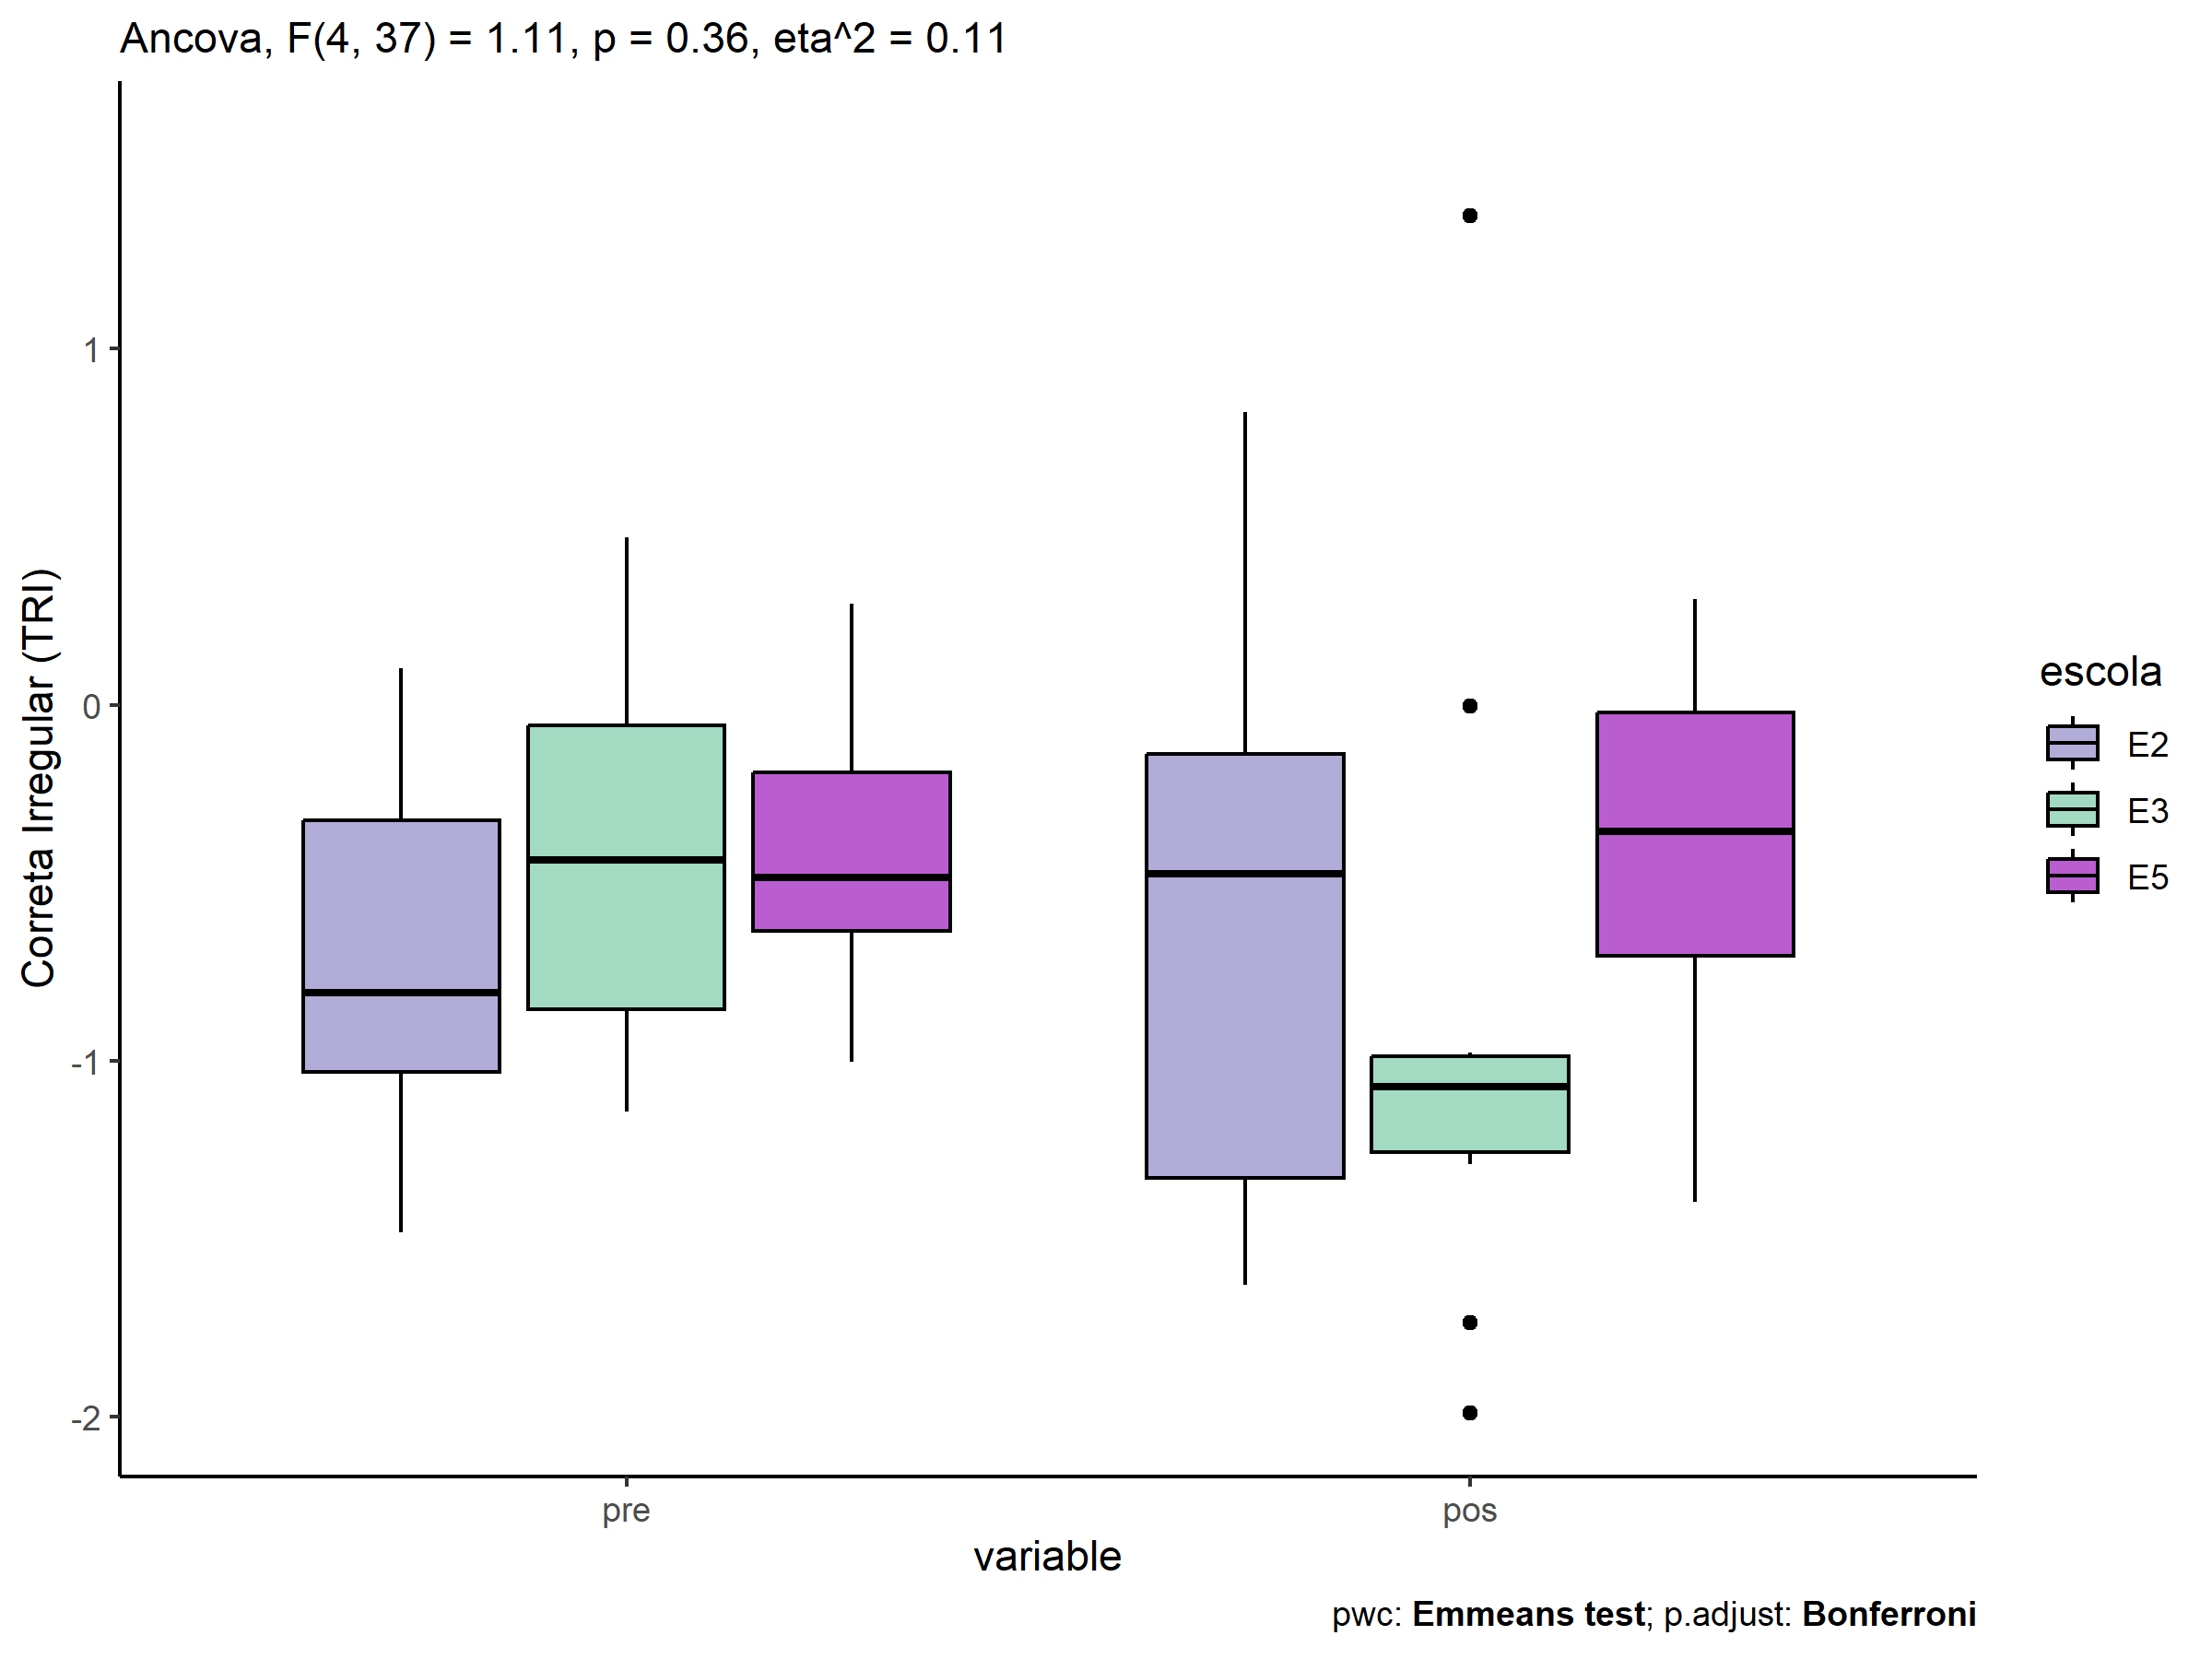 Ancova, F(4, 37) = 1.11, p = 0.36, eta^2 = 0.11
Correta Irregular (TRI)
1
0
-1
-2
pre
pos
variable
escola
E2
E3
E5
pwc: Emmeans test; p.adjust: Bonferroni